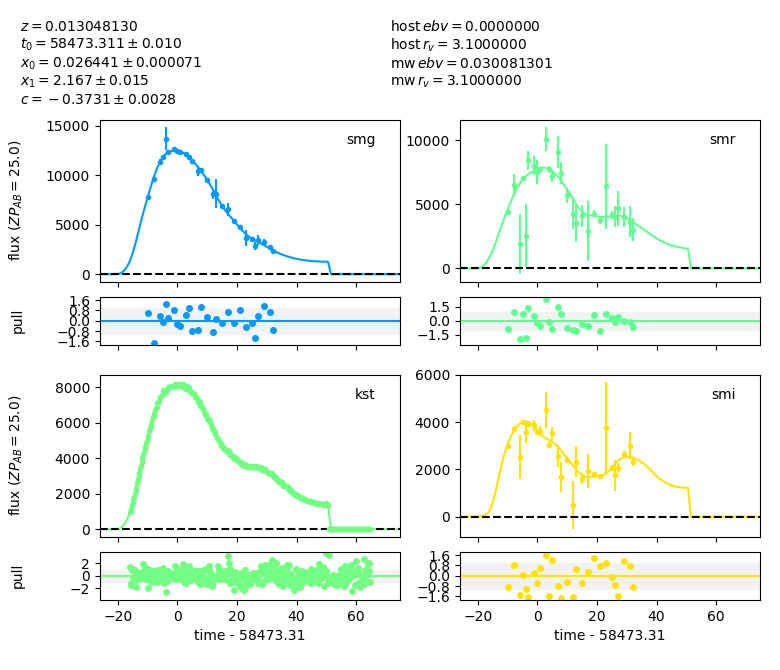 z = 0.013048130
t0 = 58473.311 ± 0.010
x0 = 0.026441 ± 0.000071
x1 = 2.167 ± 0.015
c = −0.3731 ± 0.0028
host ebv = 0.0000000
host rv = 3.1000000
mw ebv = 0.030081301
mw rv = 3.1000000
flux (ZPAB = 25.0)
15000
10000
5000
0
smg
10000
5000
0
smr
pull
1.6
0.8
0.0
−0.8
−1.6
1.5
0.0
−1.5
flux (ZPAB = 25.0)
8000
6000
4000
2000
0
kst
6000
4000
2000
0
smi
pull
2
0
−2
1.6
0.8
0.0
−0.8
−1.6
−20 0 20 40 60
−20 0 20 40 60
time - 58473.31
time - 58473.31